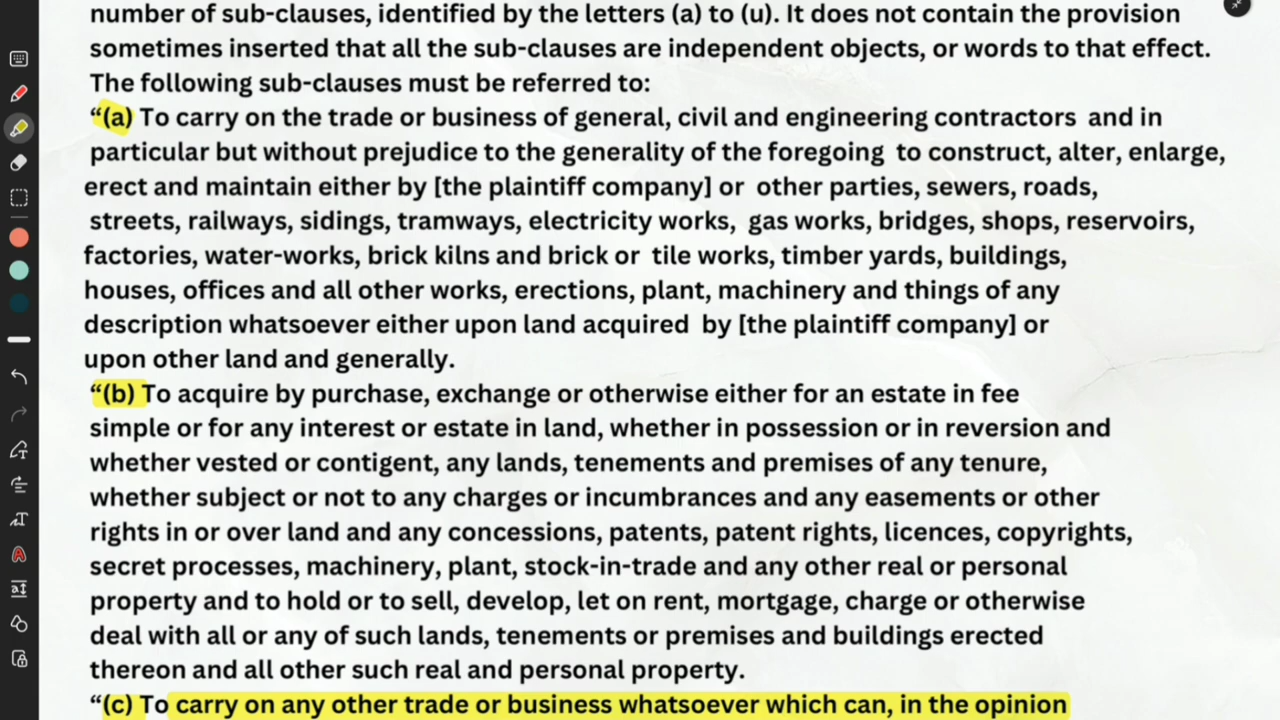 number of sub-clauses, identified by the letters (a) to (u). It does not contain the provision
sometimes inserted that all the sub-clauses are independent objects, or words to that effect.
The following sub-clauses must be referred to:
“(a) To carry on the trade or business of general, civil and engineering contractors and in
particular but without prejudice to the generality of the foregoing to construct, alter, enlarge,
erect and maintain either by [the plaintiff company] or other parties, sewers, roads,
streets, railways, sidings, tramways, electricity works, gas works, bridges, shops, reservoirs,
factories, water-works, brick kilns and brick or tile works, timber yards, buildings,
houses, offices and all other works, erections, plant, machinery and things of any
description whatsoever either upon land acquired by [the plaintiff company] or
upon other land and generally.
“(b) To acquire by purchase, exchange or otherwise either for an estate in fee
simple or for any interest or estate in land, whether in possession or in reversion and
whether vested or contigent, any lands, tenements and premises of any tenure,
whether subject or not to any charges or incumbrances and any easements or other
rights in or over land and any concessions, patents, patent rights, licences, copyrights,
secret processes, machinery, plant, stock-in-trade and any other real or personal
property and to hold or to sell, develop, let on rent, mortgage, charge or otherwise
deal with all or any of such lands, tenements or premises and buildings erected
thereon and all other such real and personal property.
“(c) To carry on any other trade or business whatsoever which can, in the opinion